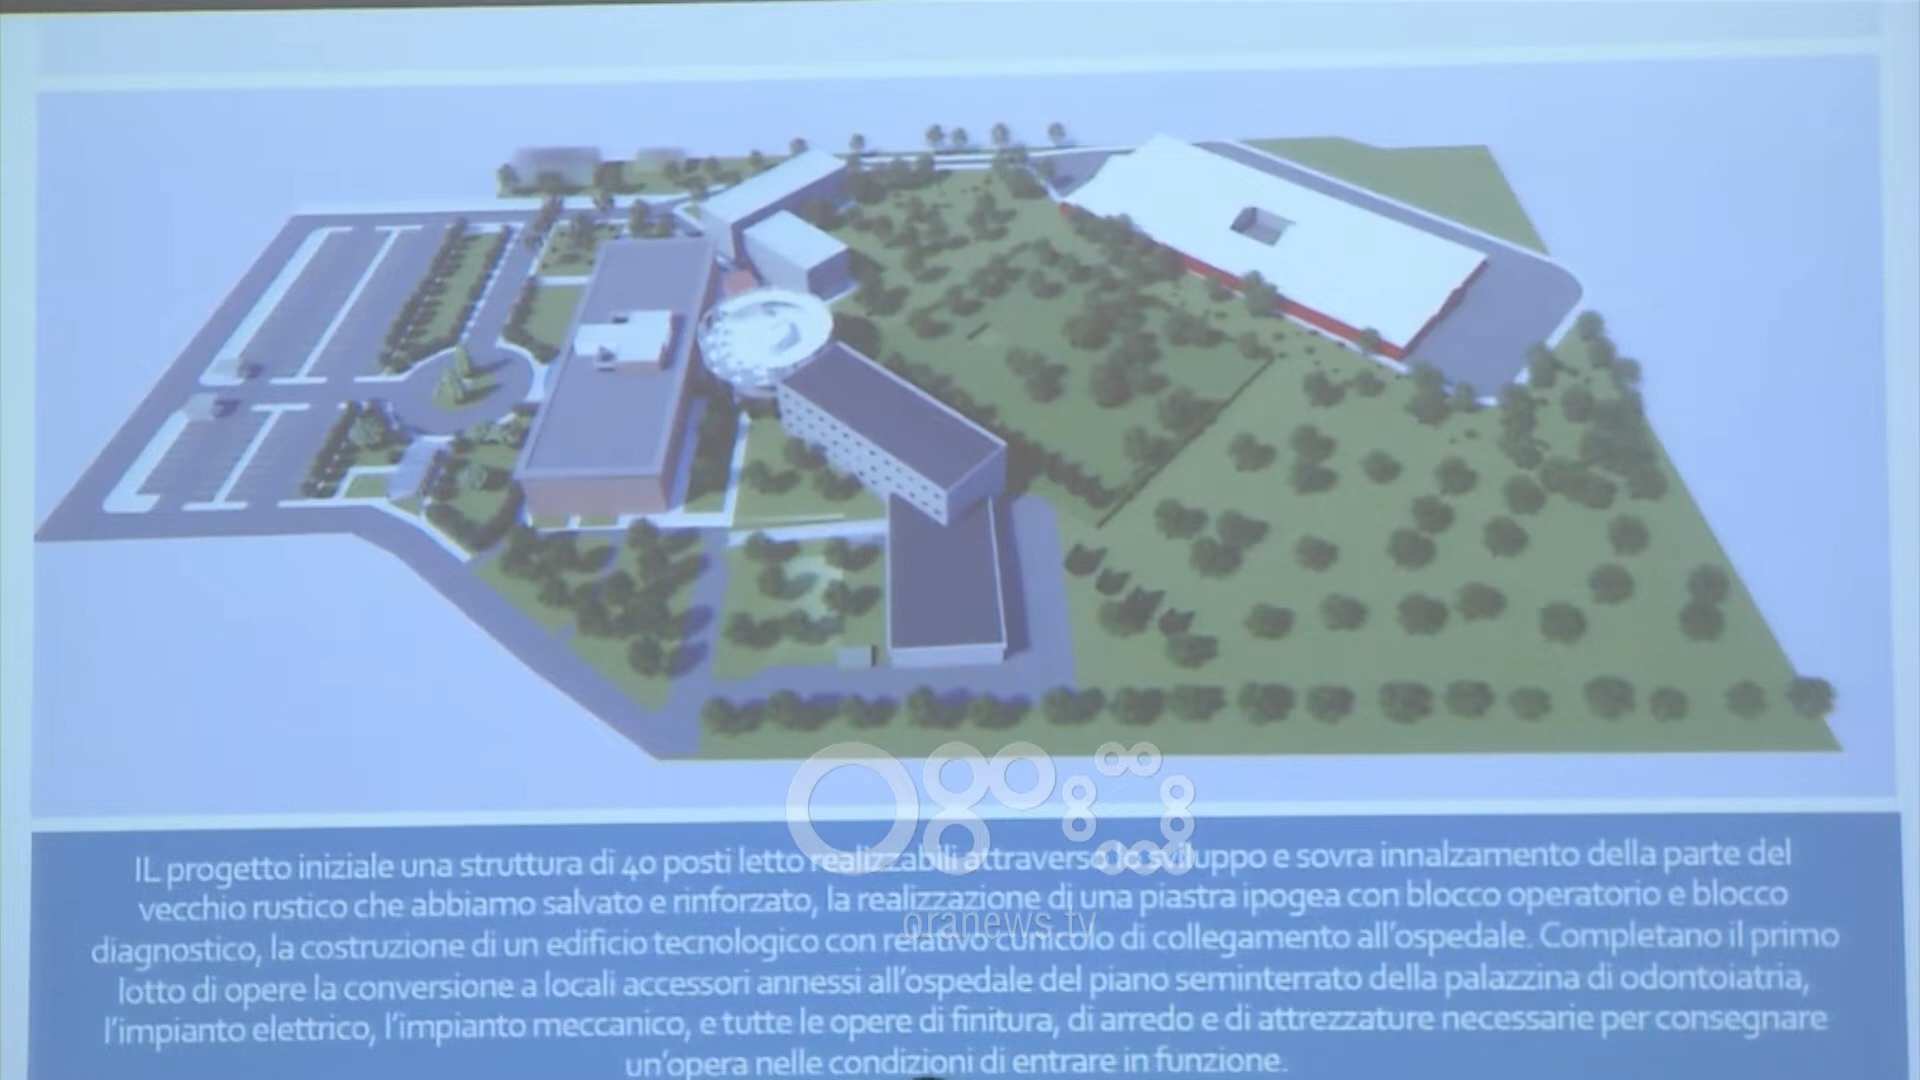 IL progetto iniziale una struttura di 40 posti letto realizzabili attraverso lo sviluppo e sovra innalzamento della parte del
vecchio rustico che abbiamo salvato e rinforzato, la realizzazione di una piastra ipogea con blocco operatorio e blocco
diagnostico, la costruzione di un edificio tecnologico con relativo cunicolo di collegamento all'ospedale. Completano il primo
lotto di opere la conversione a locali accessori annessi all'ospedale del piano seminterrato della palazzina di odontoiatria,
l'impianto elettrico, l'impianto meccanico, e tutte le opere di finitura, di arredo e di attrezzature necessarie per consegnare
un'opera nelle condizioni di entrare in funzione.
oranews.tv